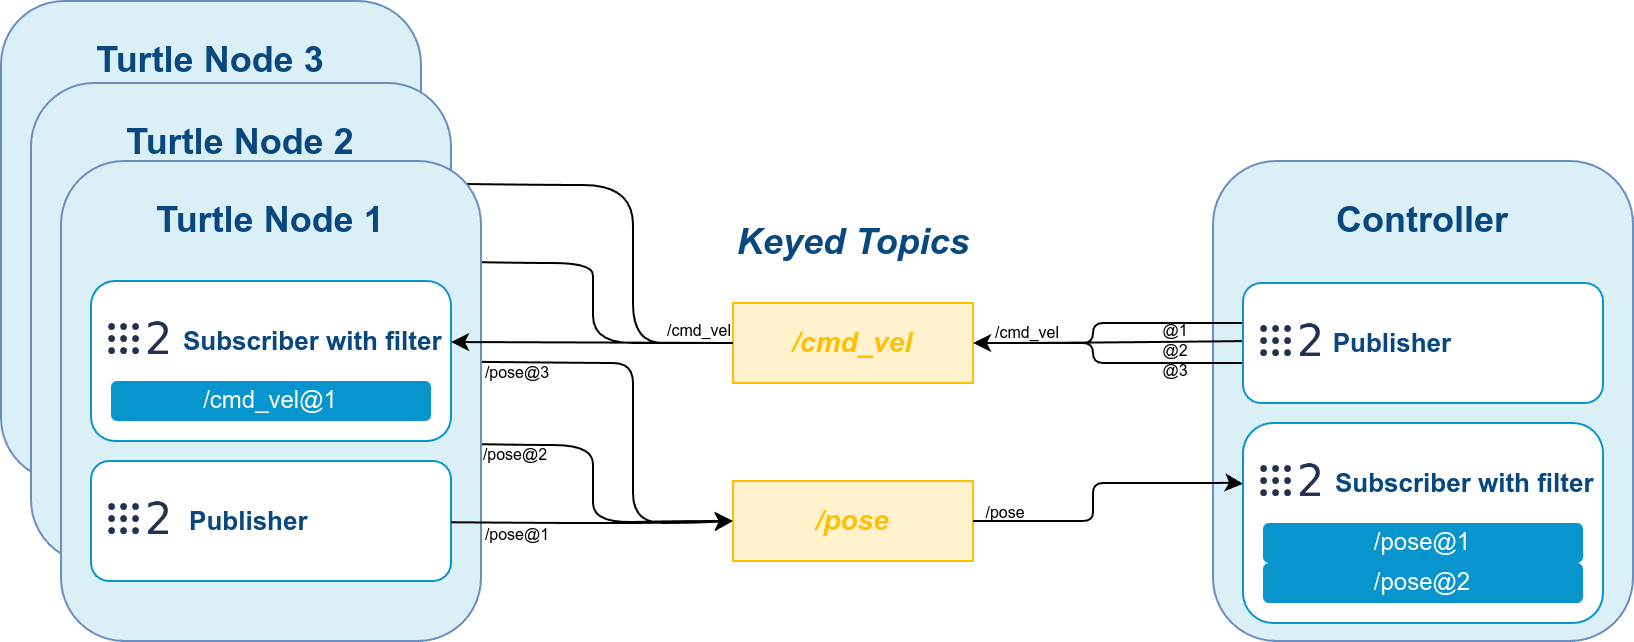 Turtle Node 3
Turtle Node 2
Turtle Node 1
2 Subscriber with filter
/cmd_vel@1
2 Publisher
/pose@3
/pose@2
/pose@1
Keyed Topics
/cmd_vel
/cmd_vel
/cmd_vel
/pose
/pose
@1
@2
@3
Controller
2 Publisher
2 Subscriber with filter
/pose@1
/pose@2